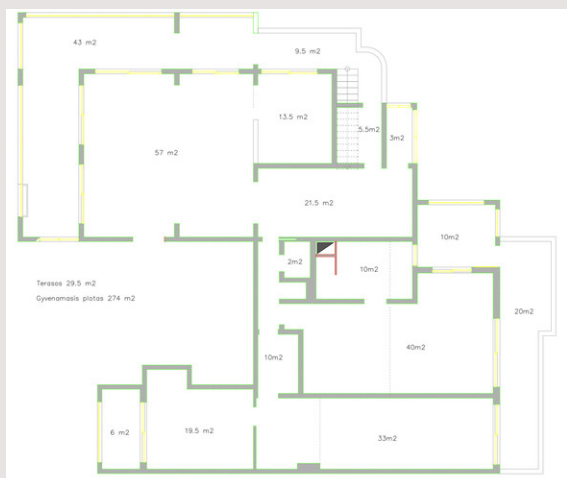 43 m2
9.5 m2
13.5 m2
5.5m2
3m2
57 m2
21.5 m2
10m2
2m2
10m2
Terasos 29.5 m2
Gyvenamasis plotas 274 m2
20m2
40m2
10m2
6 m2
19.5 m2
33m2